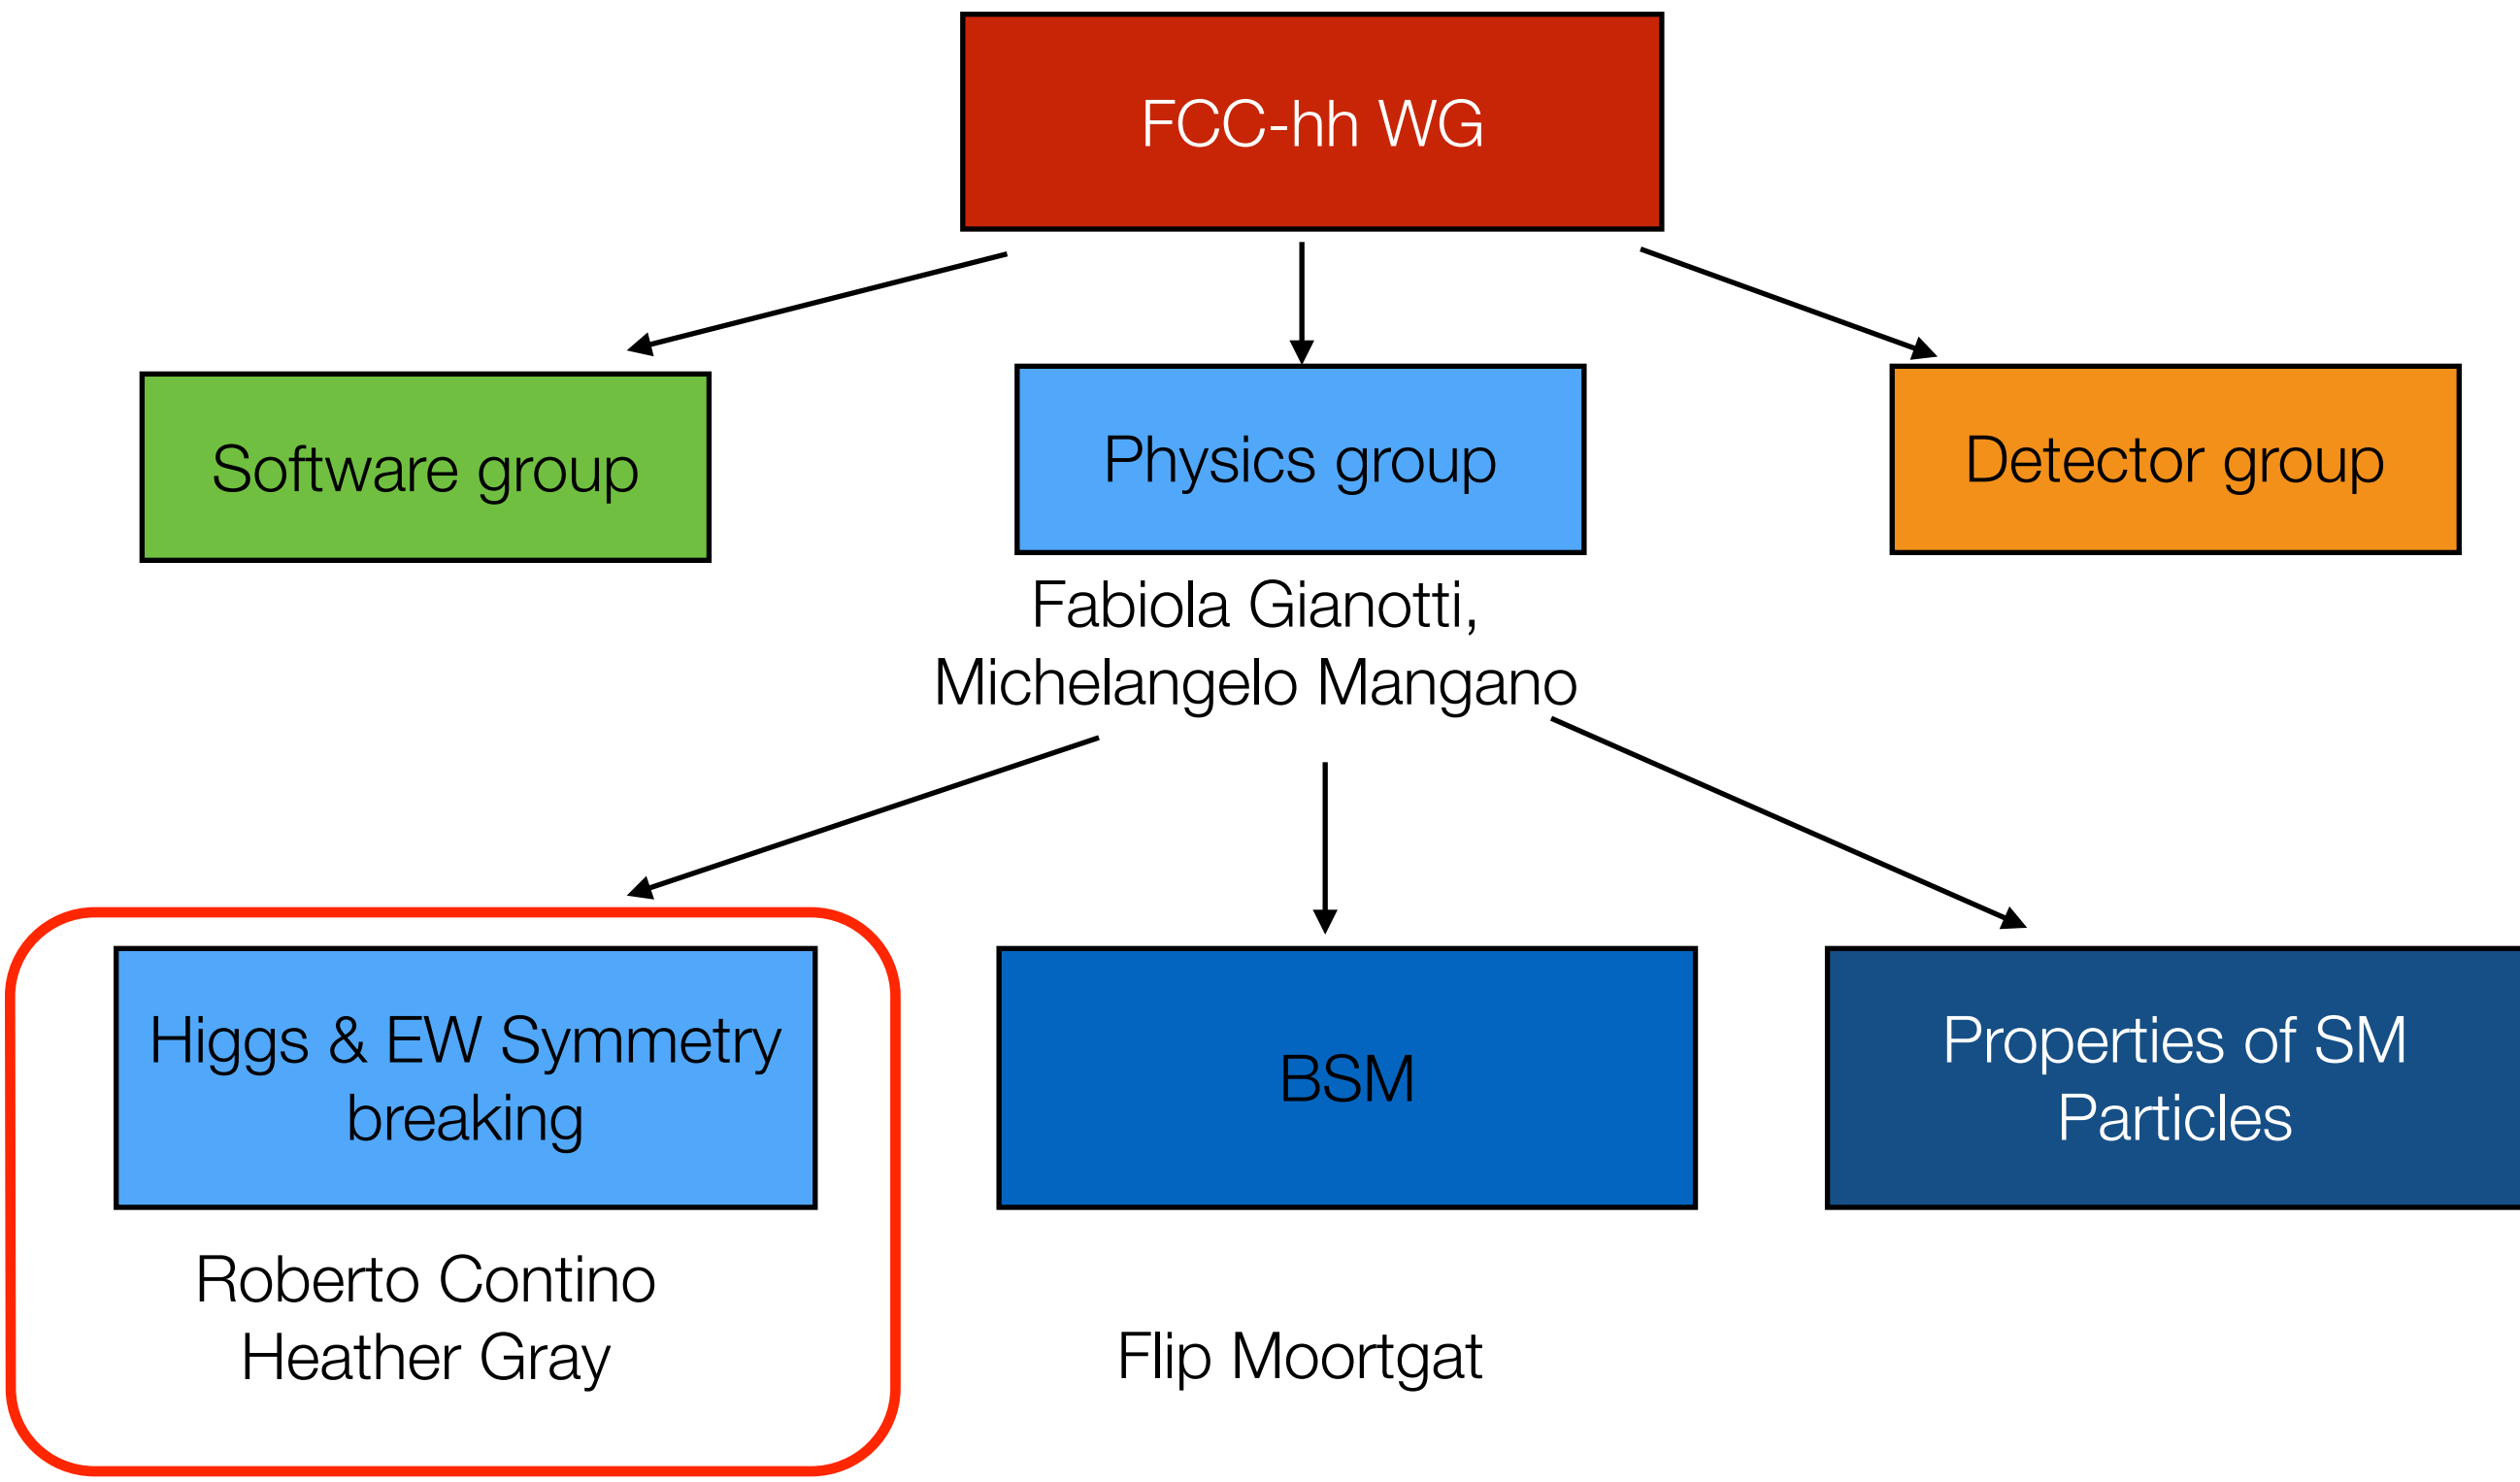 FCC-hh WG
Software group
Physics group
Detector group
Fabiola Gianotti,
Michelangelo Mangano
Higgs & EW Symmetry
breaking
BSM
Properties of SM
Particles
Roberto Contino
Heather Gray
Flip Moortgat